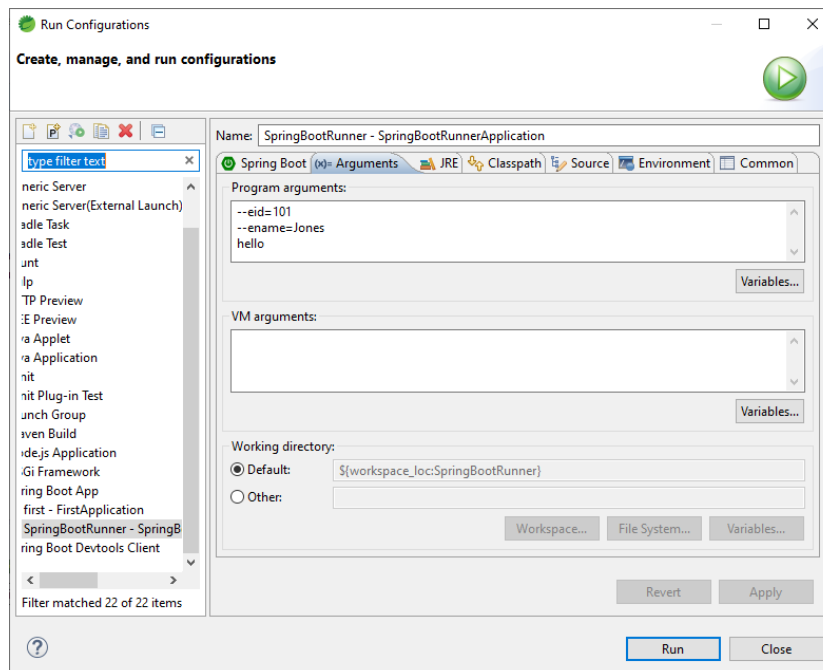 Run Configurations
Create, manage, and run configurations
type filter text
neric Server
neric Server(External Launch)
adle Task
adle Test
unt
lp
TP Preview
EE Preview
va Applet
va Application
nit
nit Plug-in Test
unch Group
aven Build
ode.js Application
Gi Framework
ring Boot App
first - FirstApplication
SpringBootRunner - SpringB
ring Boot Devtools Client
Filter matched 22 of 22 items
Name: SpringBootRunner - SpringBootRunnerApplication
Spring Boot (x)= Arguments JRE Classpath Source Environment Common
Program arguments:
--eid=101
--ename=Jones
hello
Variables...
VM arguments:
Variables...
Working directory:
Default: ${workspace_loc:SpringBootRunner}
Other:
Workspace... File System... Variables...
Revert Apply
Run Close